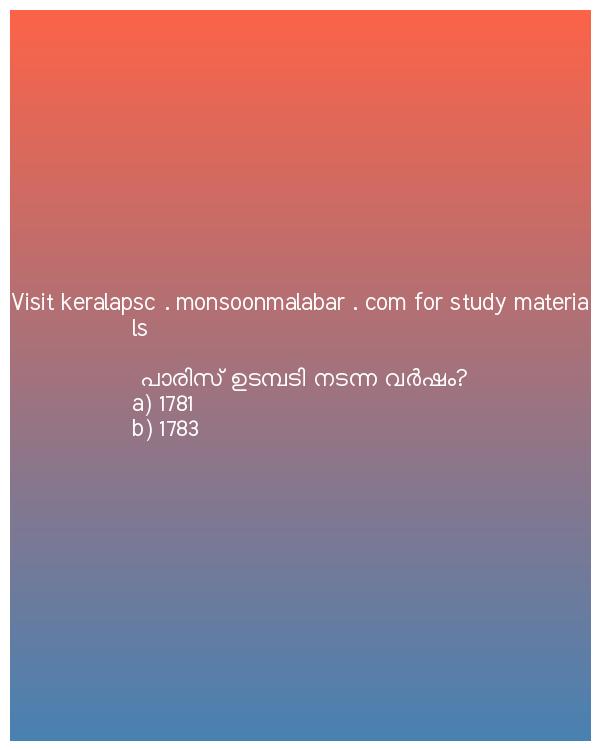 Visit keralapsc . monsoonmalabar . com for study materia
ls
പാരിസ് ഉടമ്പടി നടന്ന വർഷം?
a) 1781
b) 1783